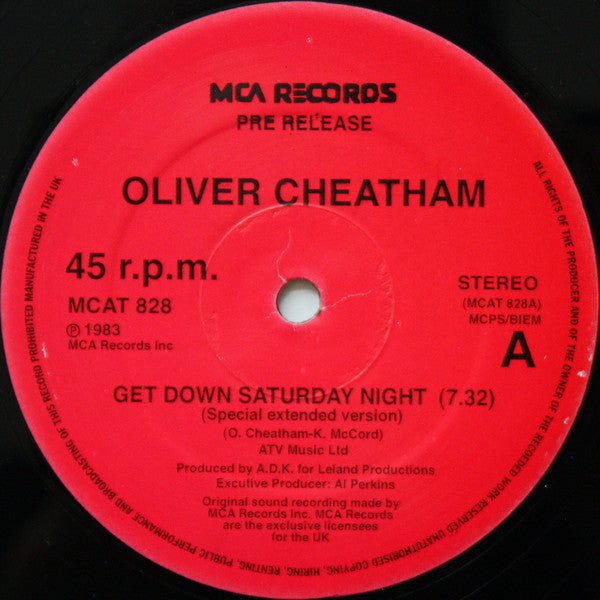 MCA RECORDS
PRE RELEASE
OLIVER CHEATHAM
45 r.p.m.
MCAT 828
℗ 1983
MCA Records Inc
STEREO
(MCAT 828A)
MCPS/BIEM
A
GET DOWN SATURDAY NIGHT (7.32)
(Special extended version)
(O. Cheatham-K. McCord)
ATV Music Ltd
Produced by A.D.K. for Leland Productions
Excutive Producer: Al Perkins
Original sound recording made by
MCA Records Inc. MCA Records
are the exclusive licensees
for the UK
ALL RIGHTS OF THE PRODUCER AND OF THE OWNER OF THE RECOLDED WORK RESERVED UNAUTHORISED COPYING, HIRING, RENTING, PUBLIC PERFORMANCE AND BROADCASTING OF THIS RECORD PROHIBITED MANUFACTURED IN THE UK